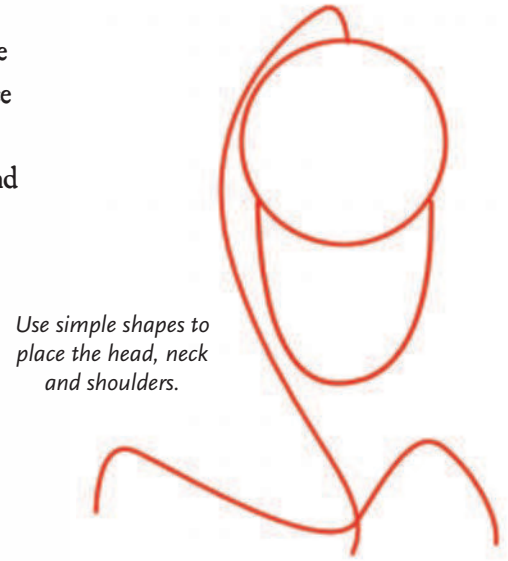 Use simple shapes to
place the head, neck
and shoulders.